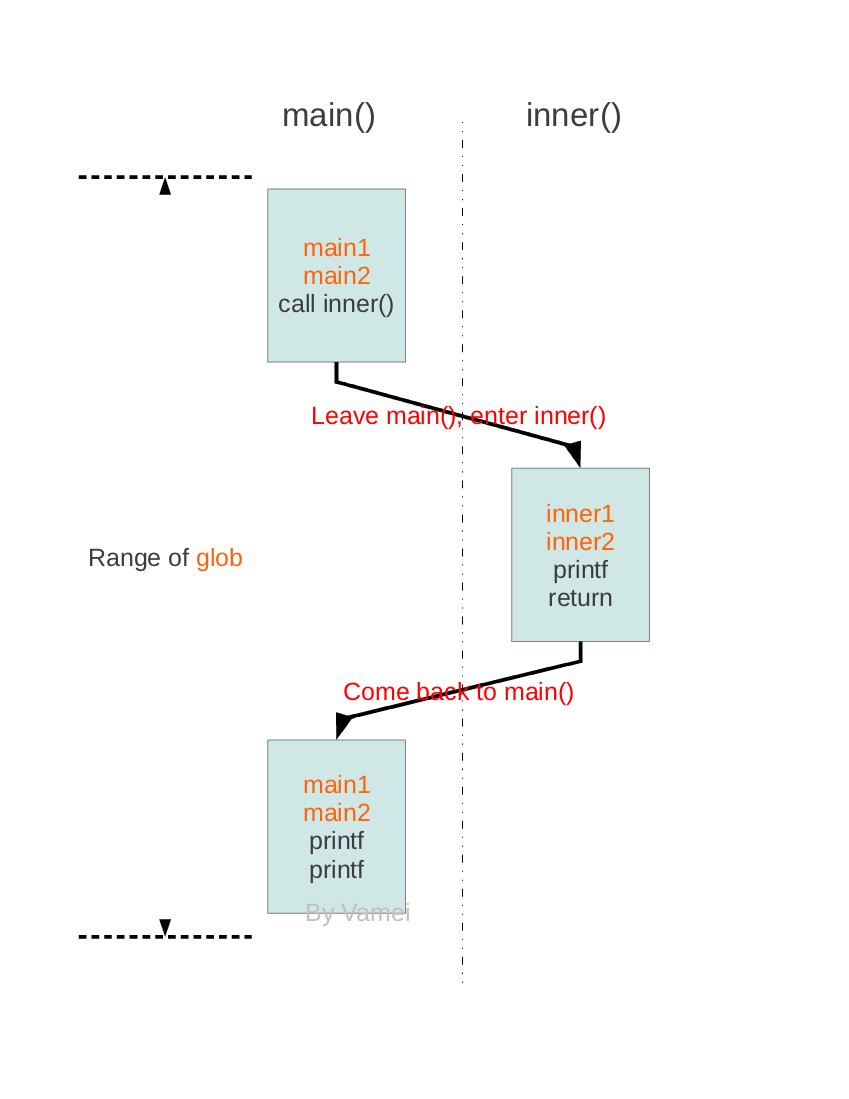 main()
inner()
main1
main2
call inner()
Leave main(), enter inner()
inner1
inner2
printf
return
Range of glob
Come back to main()
main1
main2
printf
printf
By Vamei